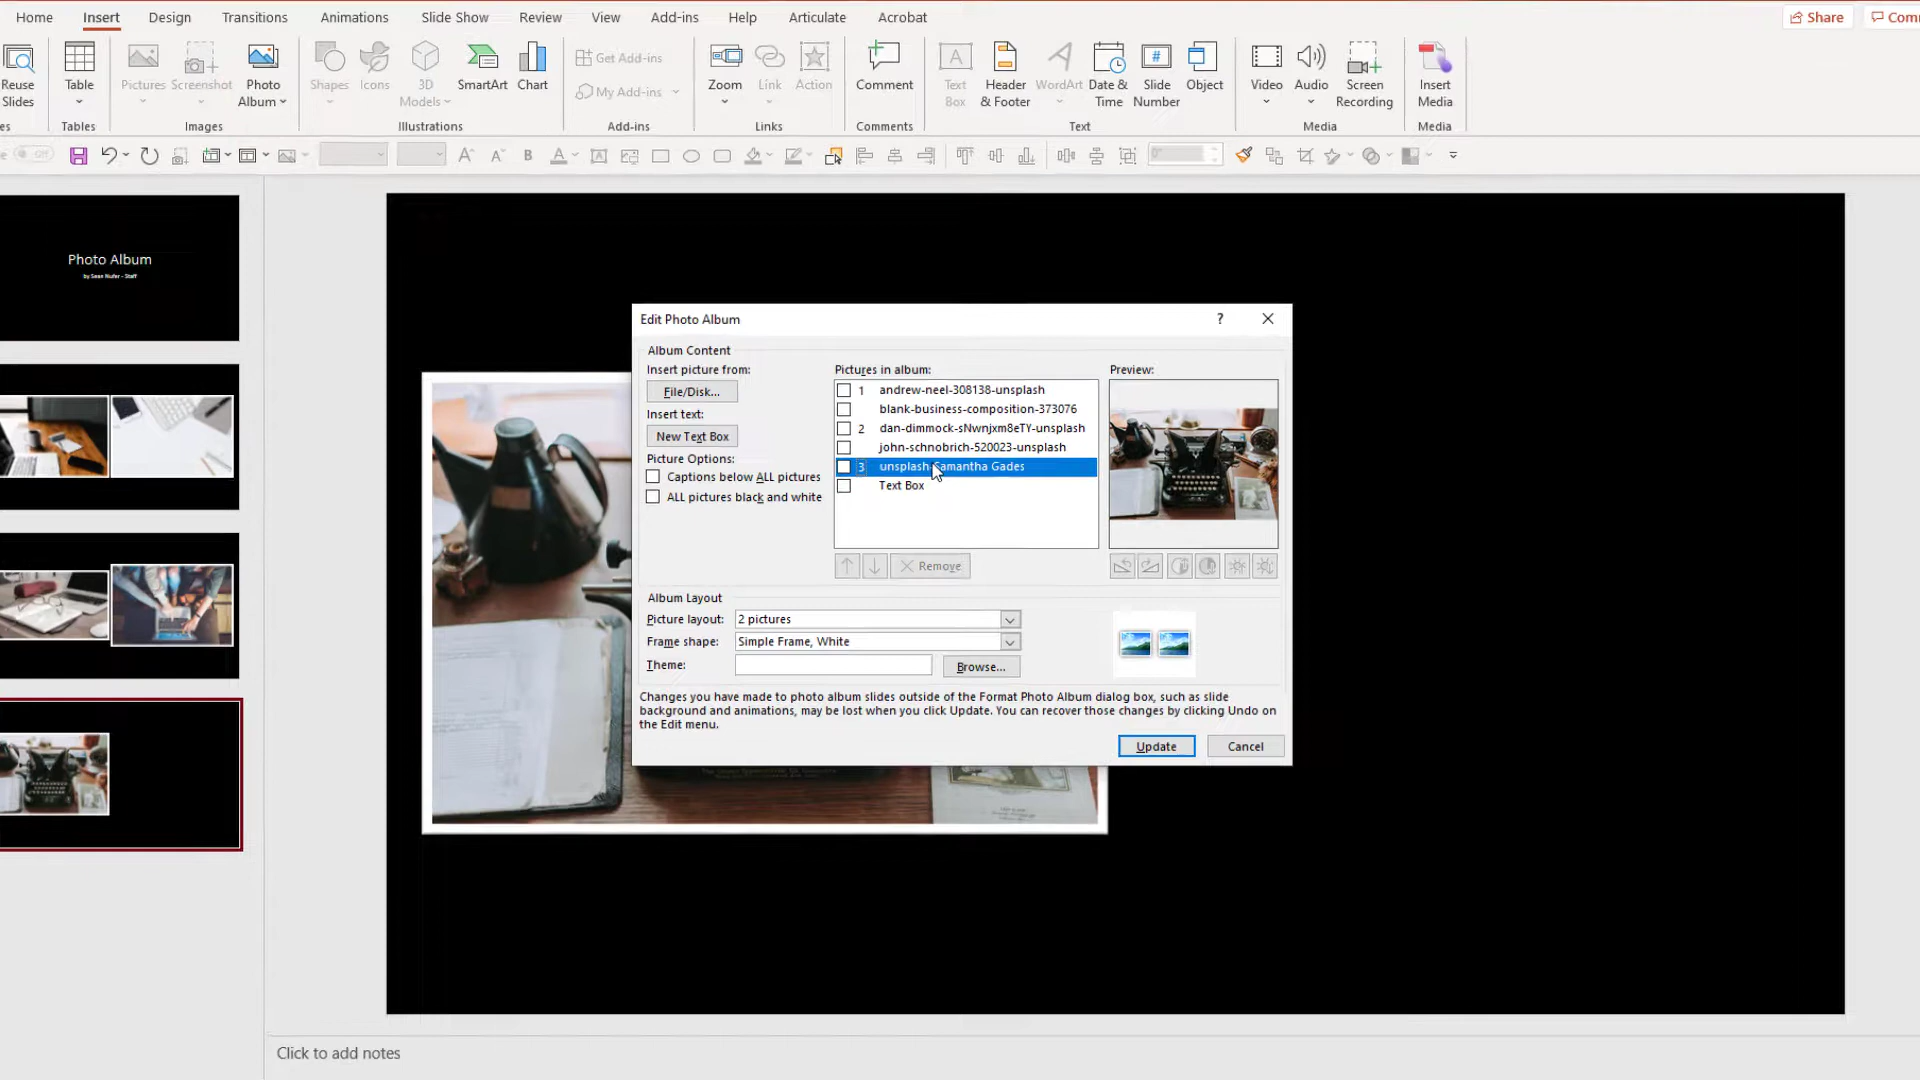 Home Insert Design Transitions Animations Slide Show Review View Add-ins Help Articulate Acrobat Share
Reuse Slides
Table
Pictures
Screenshot
Photo Album
Shapes
Icons
3D Models
SmartArt
Chart
Get Add-ins
My Add-ins
Zoom
Link
Action
Comment
Text Box
Header & Footer
WordArt
Date & Time
Slide Number
Object
Video
Audio
Screen Recording
Insert Media
Tables Images Illustrations Add-ins Links Comments Text Media Media
Off
Photo Album
by Sean Nufer - Staff
Edit Photo Album
?
Album Content
Insert picture from:
File/Disk...
Insert text:
New Text Box
Picture Options:
Captions below ALL pictures
ALL pictures black and white
Pictures in album:
1 andrew-neel-308138-unsplash
blank-business-composition-373076
2 dan-dimmock-sNwnjxm8eTY-unsplash
john-schnobrich-520023-unsplash
3 unsplash-Samantha Gades
Text Box
Remove
Preview:
Album Layout
Picture layout: 2 pictures
Frame shape: Simple Frame, White
Theme: Browse...
Changes you have made to photo album slides outside of the Format Photo Album dialog box, such as slide
background and animations, may be lost when you click Update. You can recover those changes by clicking Undo on
the Edit menu.
Update Cancel
Click to add notes